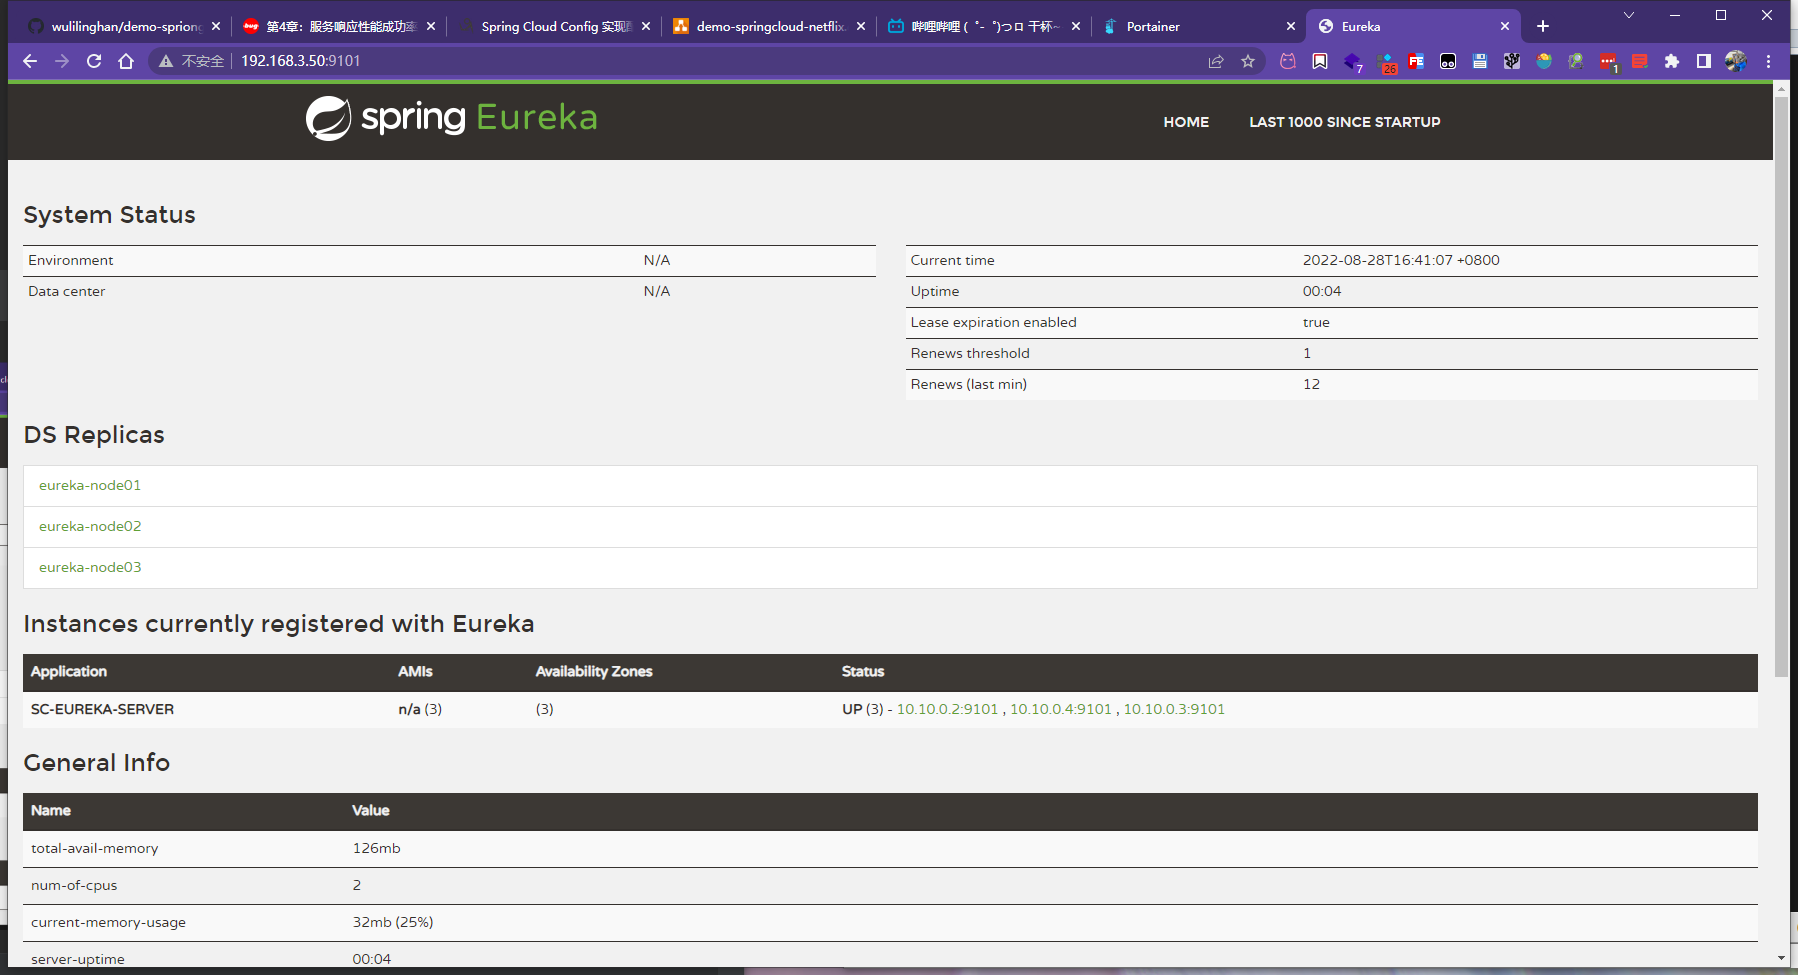 wulilinghan/demo-spriong
第4章：服务响应性能成功率
Spring Cloud Config 实现配
demo-springcloud-netflix.
哔哩哔哩 (゜-゜)つロ 干杯~
Portainer
Eureka
不安全 192.168.3.50:9101
7
26
FE
1
spring Eureka
HOME
LAST 1000 SINCE STARTUP
System Status
Environment N/A
Data center N/A
Current time 2022-08-28T16:41:07 +0800
Uptime 00:04
Lease expiration enabled true
Renews threshold 1
Renews (last min) 12
DS Replicas
eureka-node01
eureka-node02
eureka-node03
Instances currently registered with Eureka
Application AMIs Availability Zones Status
SC-EUREKA-SERVER n/a (3) (3) UP (3) - 10.10.0.2:9101 , 10.10.0.4:9101 , 10.10.0.3:9101
General Info
Name Value
total-avail-memory 126mb
num-of-cpus 2
current-memory-usage 32mb (25%)
server-uptime 00:04